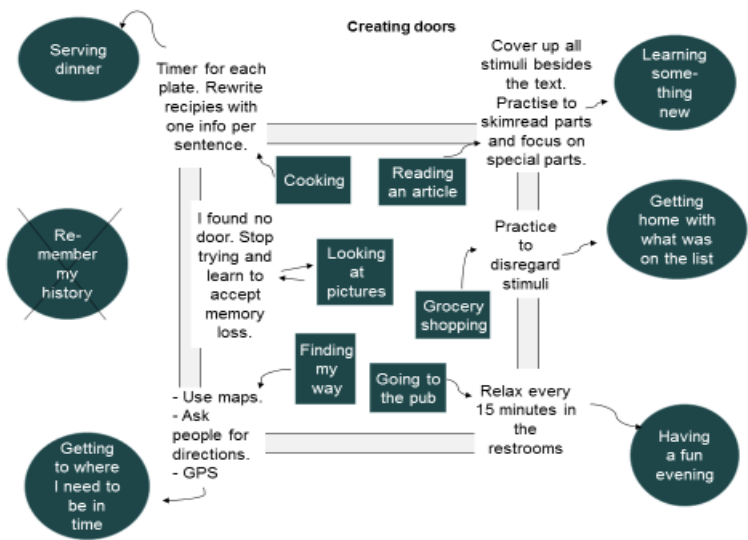 Creating doors
Serving
dinner
Timer for each
plate. Rewrite
recipies with
one info per
sentence.
Cooking
Cover up all
stimuli besides
the text.
Practise to
skimread parts
and focus on
special parts.
Reading
an article
Learning
some-
thing
new
Re-
member
my
history
I found no
door. Stop
trying and
learn to
accept
memory
loss.
Looking
at
pictures
Practice
to
disregard
stimuli
Grocery
shopping
Getting
home with
what was
on the list
Finding
my
way
- Use maps.
- Ask
people for
directions.
- GPS
Getting
to where
I need to
be in
time
Going to
the pub
Relax every
15 minutes in
the
restrooms
Having
a fun
evening